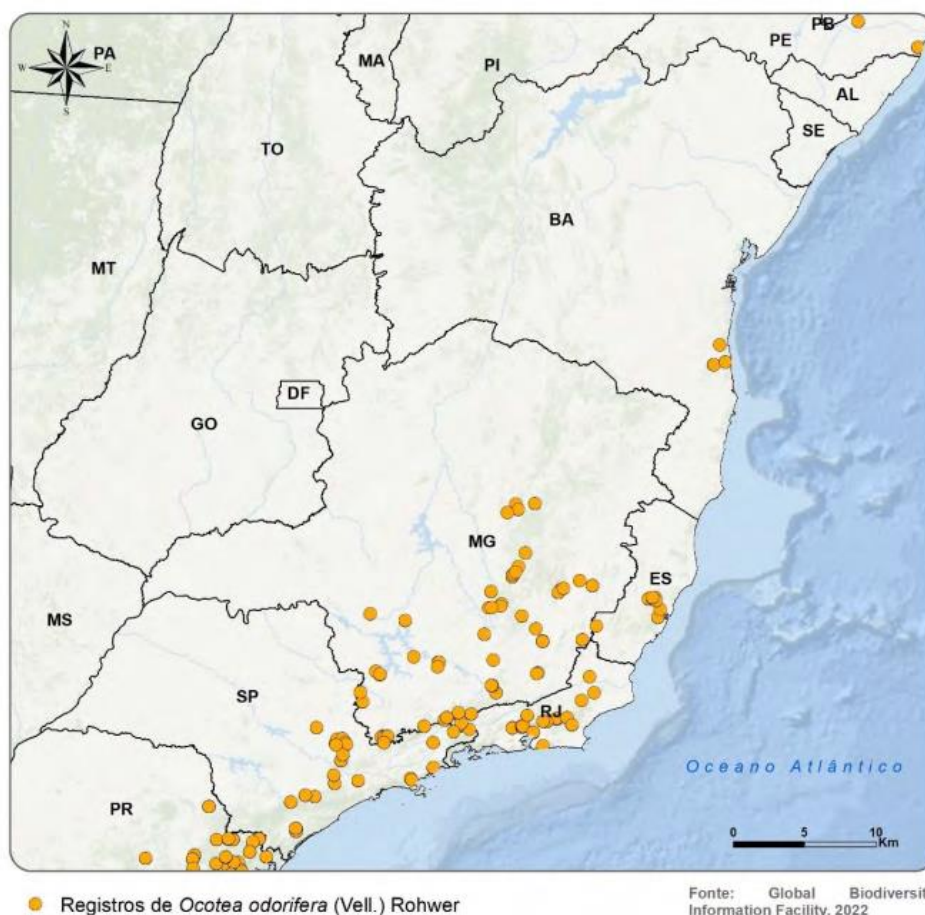 N
W E
S
PA
MA
PI
PE
PB
AL
SE
TO
BA
MT
DF
GO
MG
ES
MS
SP
RJ
PR
Oceano Atlântico
0 5 10
Km
Registros de Ocotea odorifera (Vell.) Rohwer
Fonte: Global Biodiversit
Information Facility, 2022